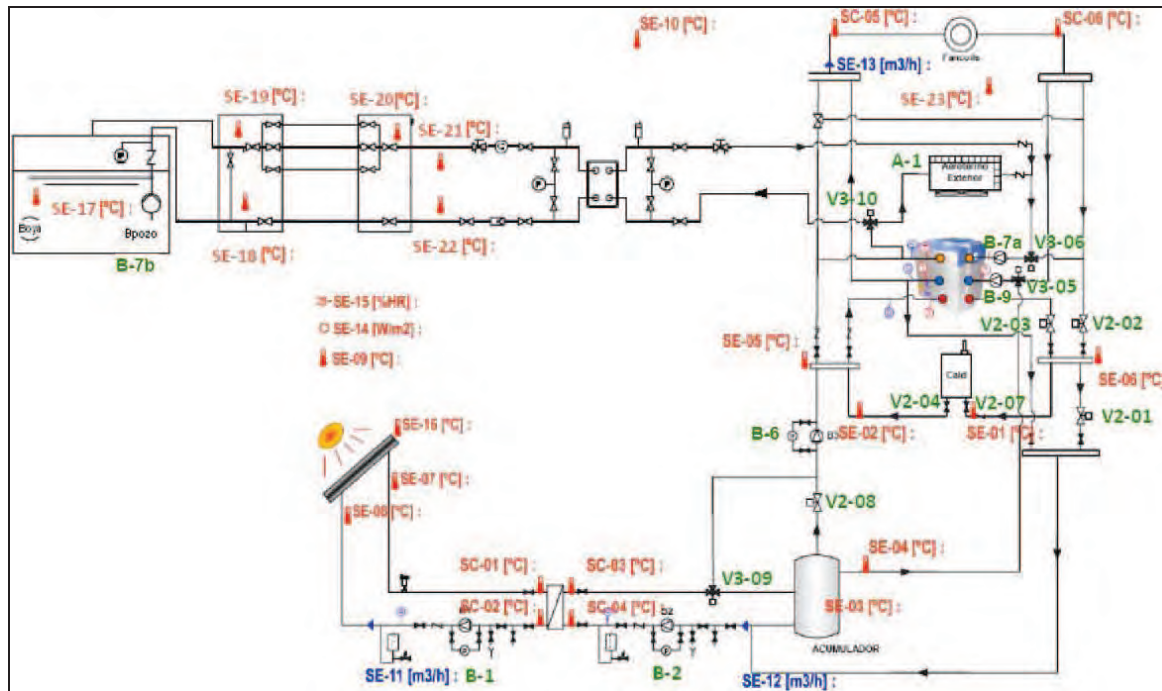 SE-10 [ºC] :
SC-05 [ºC] :
SC-06 [ºC] :
SE-13 [m3/h] :
SE-19 [ºC] :
SE-20[ºC] :
SE-23[ºC] :
SE-21 [ºC] :
A-1
Aerotermo
Exterior
V3-10
SE-17 [ºC] :
Boya
Bpozo
B-7b
SE-18 [ºC] :
SE-22 [ºC] :
B-7a
V3-06
B-9
V3-05
SE-15 [%HR] :
SE-14 [W/m2] :
SE-09 [ºC] :
V2-03
V2-02
SE-05 [ºC] :
Cald
SE-06 [ºC]
V2-04
V2-07
V2-01
SE-02 [ºC] :
SE-01 [ºC] :
SE-16 [ºC] :
B-6
SE-07 [ºC] :
SE-08 [ºC] :
V2-08
SC-01 [ºC] :
SC-03 [ºC] :
SE-04 [ºC] :
V3-09
SC-02 [ºC] :
SC-04 [ºC] :
b2
SE-03 [ºC] :
ACUMULADOR
SE-11 [m3/h] :
B-1
B-2
SE-12 [m3/h] :